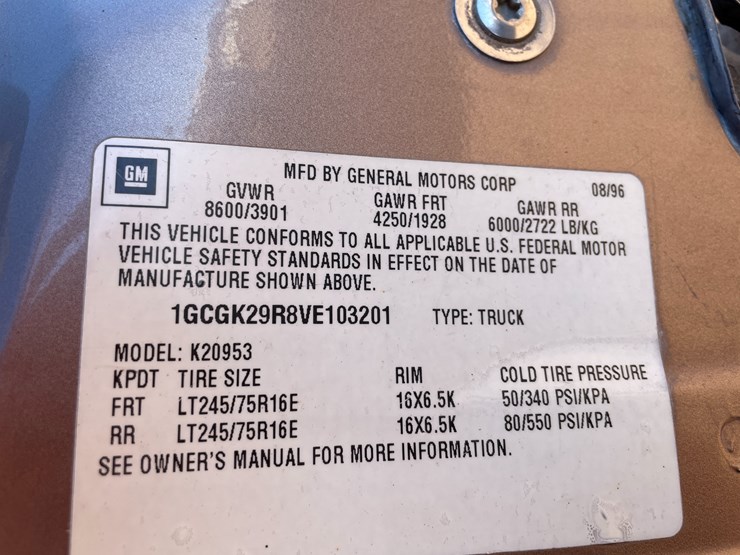 GM
MFD BY GENERAL MOTORS CORP 08/96
GVWR GAWR FRT GAWR RR
8600/3901 4250/1928 6000/2722 LB/KG
THIS VEHICLE CONFORMS TO ALL APPLICABLE U.S. FEDERAL MOTOR
VEHICLE SAFETY STANDARDS IN EFFECT ON THE DATE OF
MANUFACTURE SHOWN ABOVE.
1GCGK29R8VE103201 TYPE: TRUCK
MODEL: K20953
KPDT TIRE SIZE RIM COLD TIRE PRESSURE
FRT LT245/75R16E 16X6.5K 50/340 PSI/KPA
RR LT245/75R16E 16X6.5K 80/550 PSI/KPA
SEE OWNER'S MANUAL FOR MORE INFORMATION.